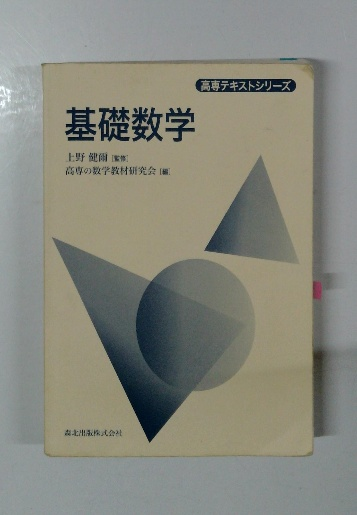 高専テキストシリーズ
基礎数学
上野 健爾 [監修]
高専の数学教材研究会 [編]
森北出版株式会社